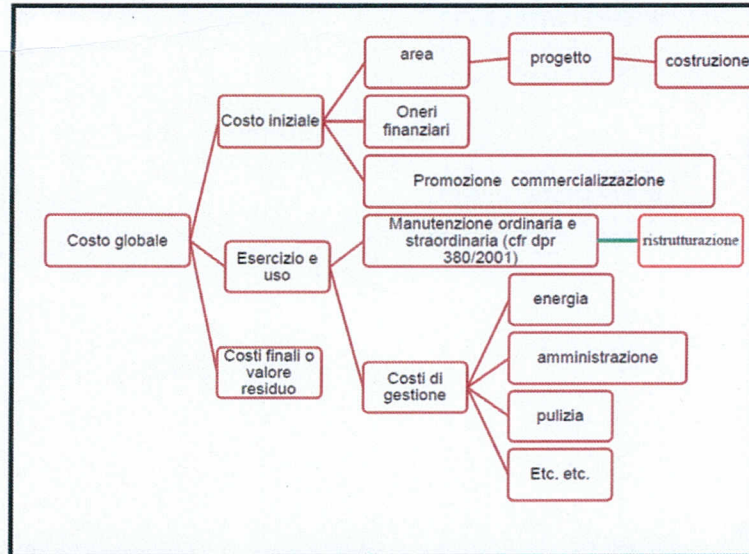 area
progetto
costruzione
Costo iniziale
Oneri
finanziari
Promozione commercializzazione
Costo globale
Esercizio e
uso
Manutenzione ordinaria e
straordinaria (cfr dpr
380/2001)
ristrutturazione
Costi finali o
valore
residuo
Costi di
gestione
energia
amministrazione
pulizia
Etc. etc.